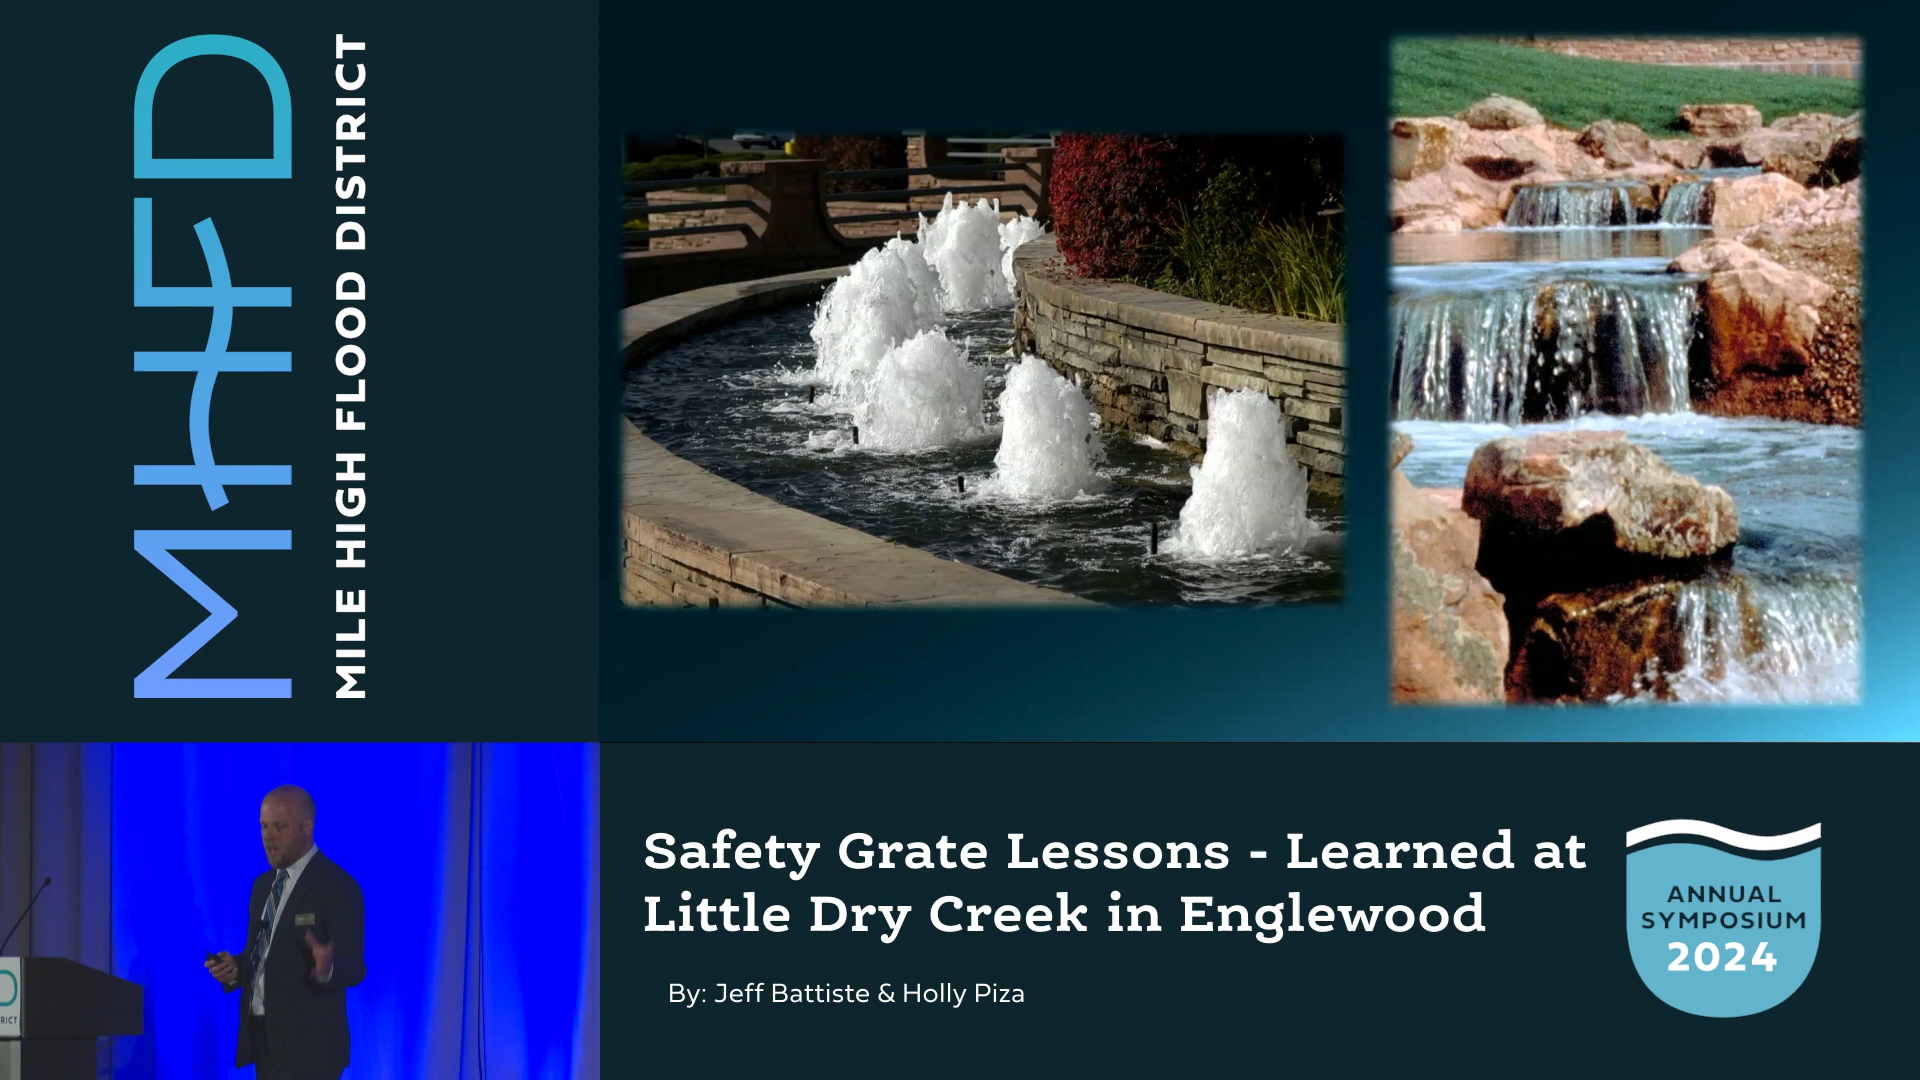 MHFD
MILE HIGH FLOOD DISTRICT
Safety Grate Lessons - Learned at
Little Dry Creek in Englewood
By: Jeff Battiste & Holly Piza
ANNUAL
SYMPOSIUM
2024
D
RICT